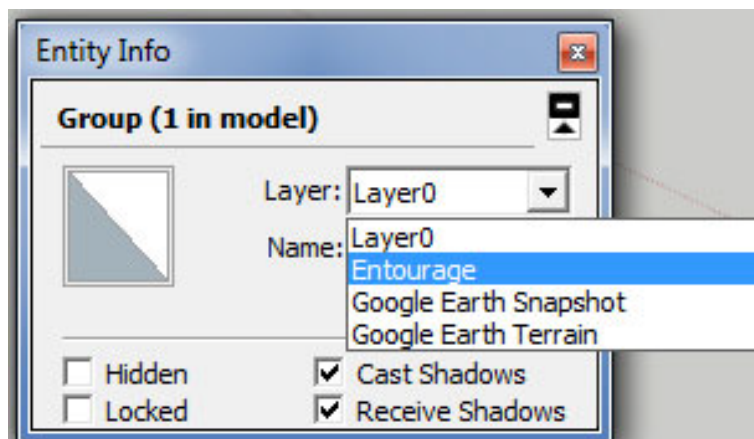 Entity Info
Group (1 in model)
Layer: Layer0
Name: Layer0
Entourage
Google Earth Snapshot
Google Earth Terrain
Hidden Cast Shadows
Locked Receive Shadows